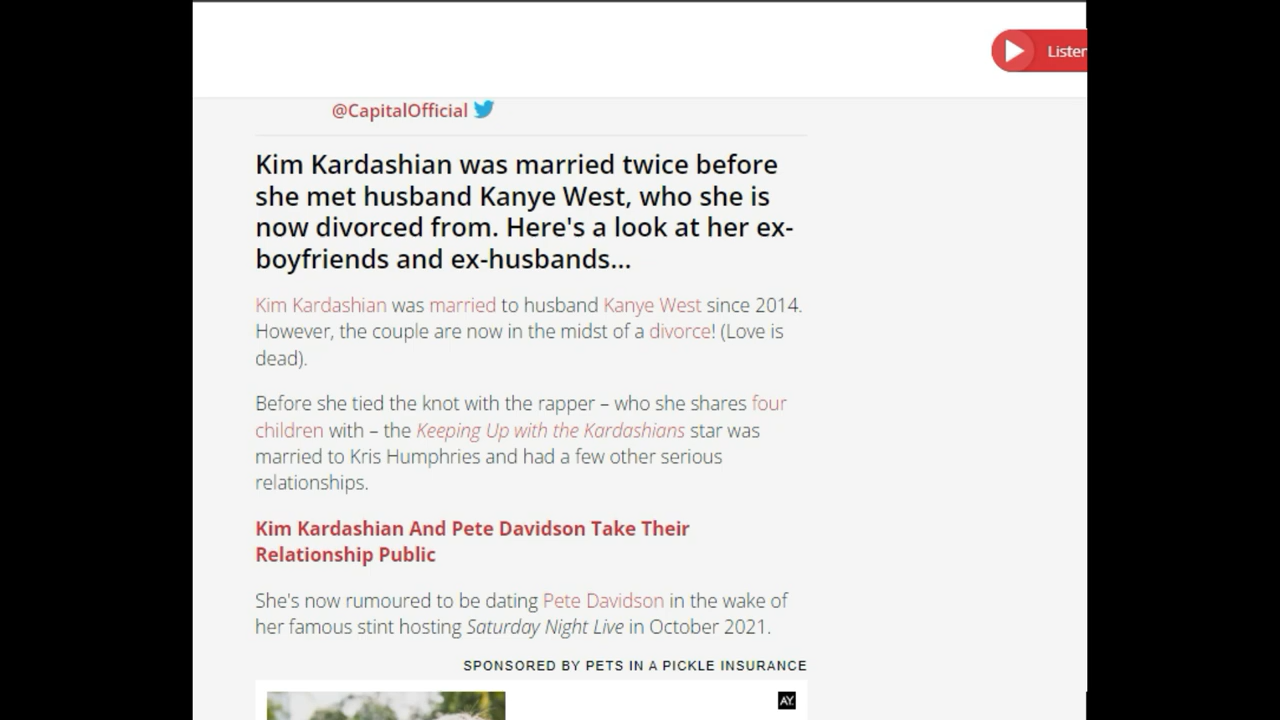 Listen
@CapitalOfficial
Kim Kardashian was married twice before
she met husband Kanye West, who she is
now divorced from. Here's a look at her ex-
boyfriends and ex-husbands...
Kim Kardashian was married to husband Kanye West since 2014.
However, the couple are now in the midst of a divorce! (Love is
dead).
Before she tied the knot with the rapper – who she shares four
children with – the Keeping Up with the Kardashians star was
married to Kris Humphries and had a few other serious
relationships.
Kim Kardashian And Pete Davidson Take Their
Relationship Public
She's now rumoured to be dating Pete Davidson in the wake of
her famous stint hosting Saturday Night Live in October 2021.
SPONSORED BY PETS IN A PICKLE INSURANCE
AY.